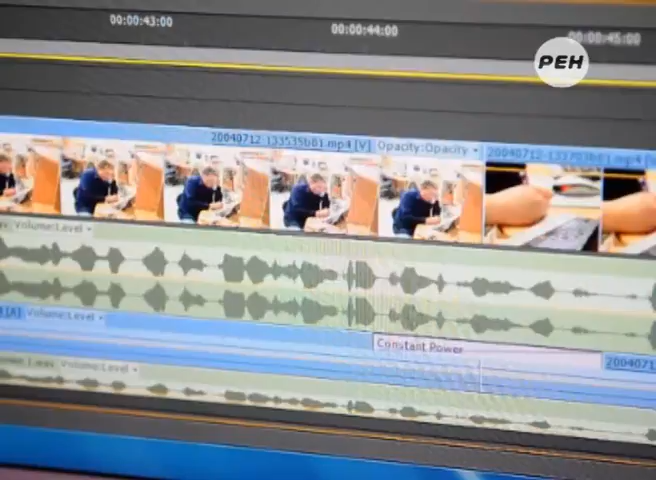 00:00:43:00
00:00:44:00
00:00:45:00
РЕН
20040712-133535b01.mp4 [V]
Opacity:Opacity
Volume:Level
[A] Volume:Level
Constant Power
Volume:Level